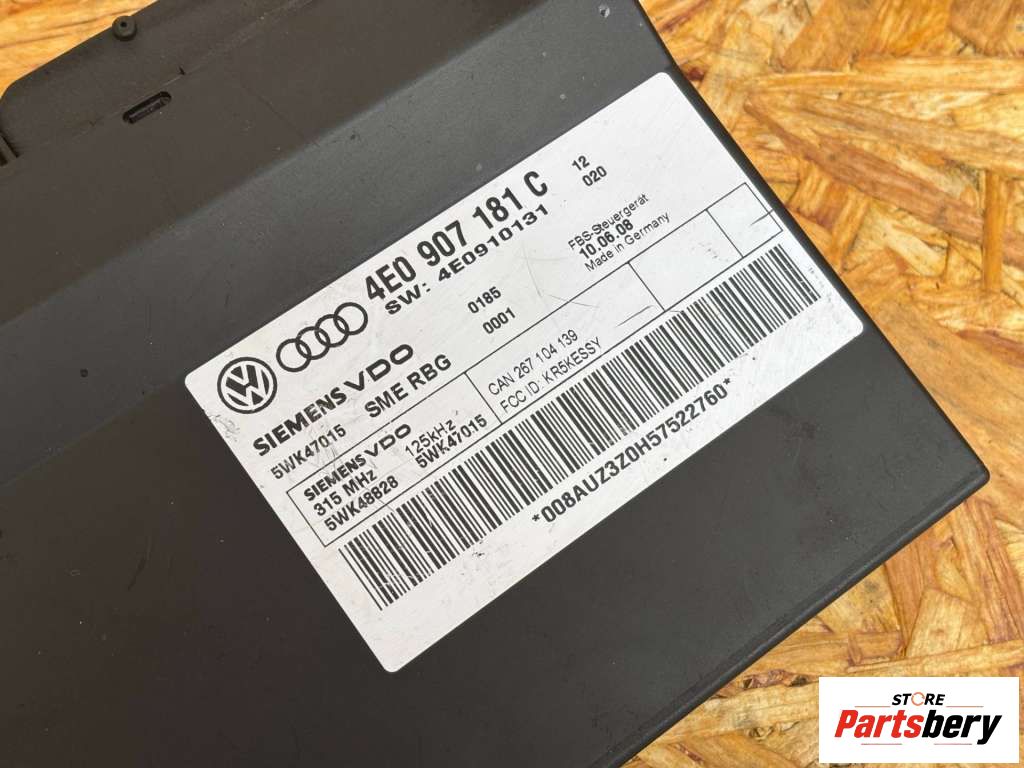 4E0 907 181 C
SW: 4E0910131
12
020
SIEMENS VDO
5WK47015
SME RBG
0185
0001
FBS-Steuergerät
10.06.08
Made in Germany
SIEMENS VDO
315 MHz
125kHz
5WK48828
5WK47015
CAN 267 104 139
FCC ID: KR5KESSY
*008AUZ3Z0H57522760*
STORE
Partsbery